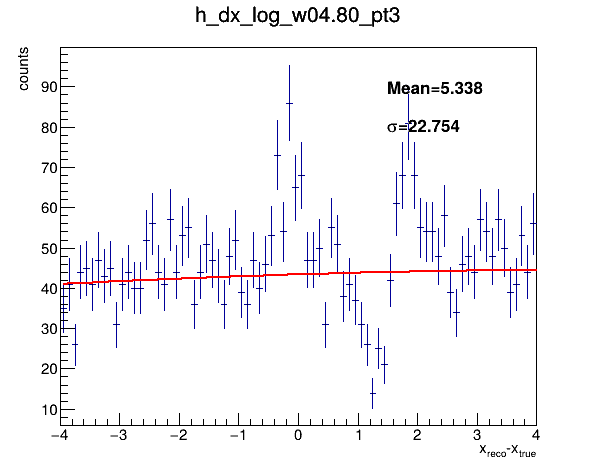 h_dx_log_w04.80_pt3
counts
Mean=5.338
σ=22.754
90
80
70
60
50
40
30
20
10
−4 −3 −2 −1 0 1 2 3 4
x_reco-x_true